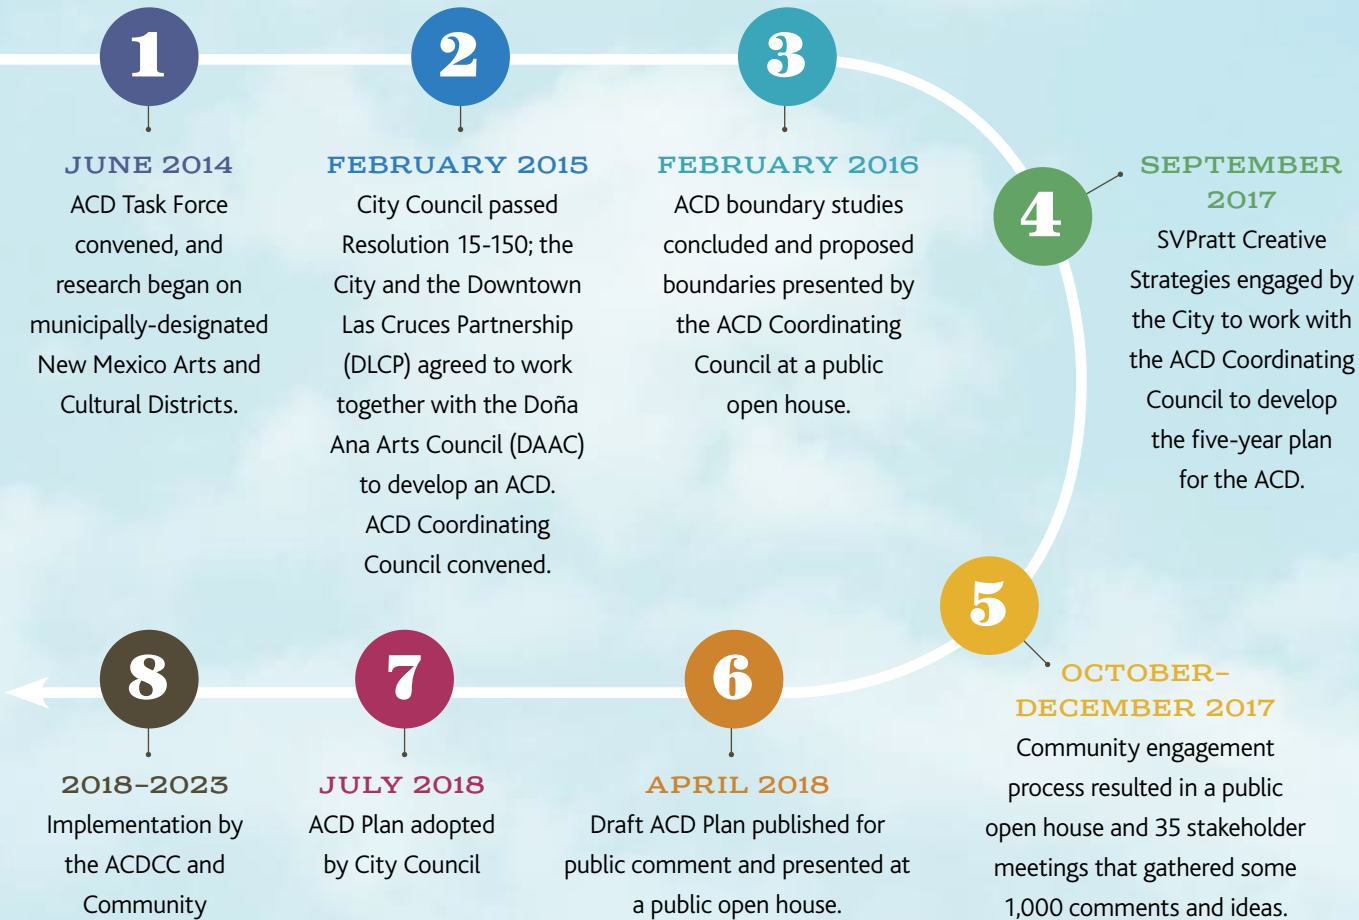 1
JUNE 2014
ACD Task Force
convened, and
research began on
municipally-designated
New Mexico Arts and
Cultural Districts.
2
FEBRUARY 2015
City Council passed
Resolution 15-150; the
City and the Downtown
Las Cruces Partnership
(DLCP) agreed to work
together with the Doña
Ana Arts Council (DAAC)
to develop an ACD.
ACD Coordinating
Council convened.
3
FEBRUARY 2016
ACD boundary studies
concluded and proposed
boundaries presented by
the ACD Coordinating
Council at a public
open house.
4
SEPTEMBER
2017
SVPratt Creative
Strategies engaged by
the City to work with
the ACD Coordinating
Council to develop
the five-year plan
for the ACD.
5
OCTOBER–
DECEMBER 2017
Community engagement
process resulted in a public
open house and 35 stakeholder
meetings that gathered some
1,000 comments and ideas.
6
APRIL 2018
Draft ACD Plan published for
public comment and presented at
a public open house.
7
JULY 2018
ACD Plan adopted
by City Council
8
2018–2023
Implementation by
the ACDCC and
Community